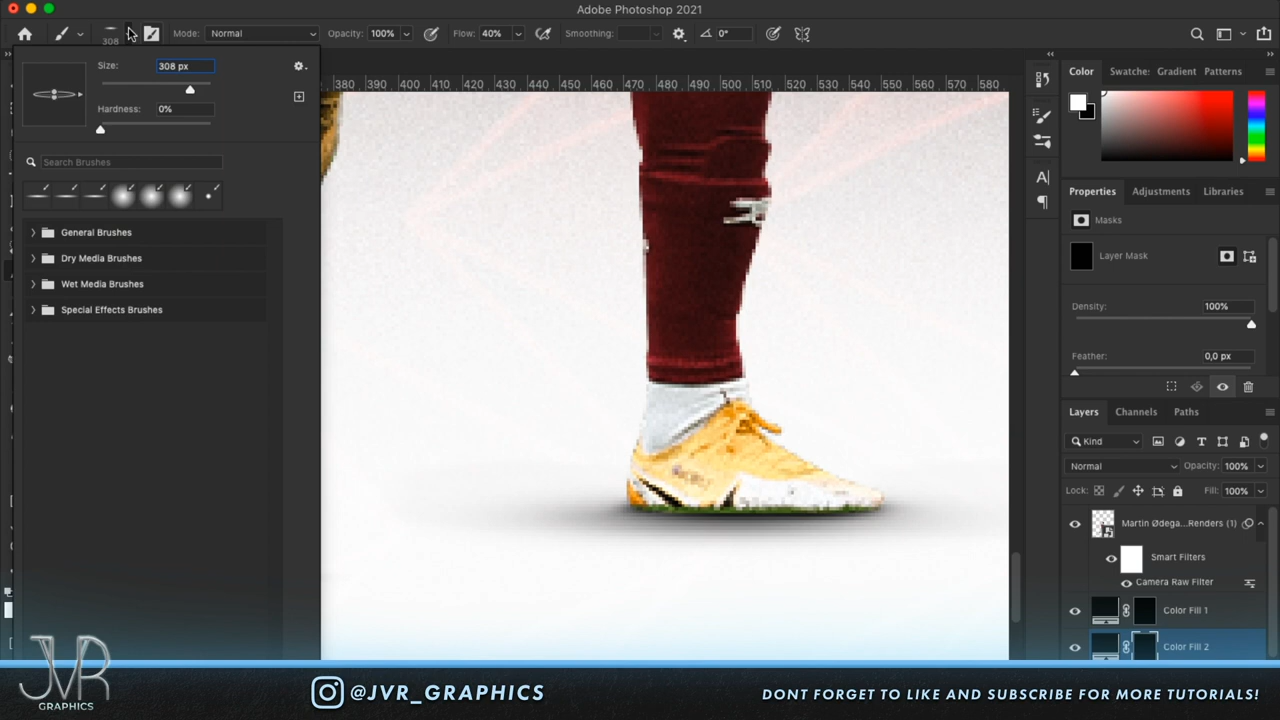 Adobe Photoshop 2021
308
Mode: Normal
Opacity: 100%
Flow: 40%
Smoothing:
0°
Size: 308 px
Hardness: 0%
Search Brushes
General Brushes
Dry Media Brushes
Wet Media Brushes
Special Effects Brushes
380 390 400 410 420 430 440 450 460 470 480 490 500 510 520 530 540 550 560 570 580
Color Swatche: Gradient Patterns
Properties Adjustments Libraries
Masks
Layer Mask
Density: 100%
Feather: 0,0 px
Layers Channels Paths
Kind
Normal Opacity: 100%
Lock: Fill: 100%
Martin Ødega...Renders (1)
Smart Filters
Camera Raw Filter
Color Fill 1
Color Fill 2
JVR
GRAPHICS
@JVR_GRAPHICS
DONT FORGET TO LIKE AND SUBSCRIBE FOR MORE TUTORIALS!